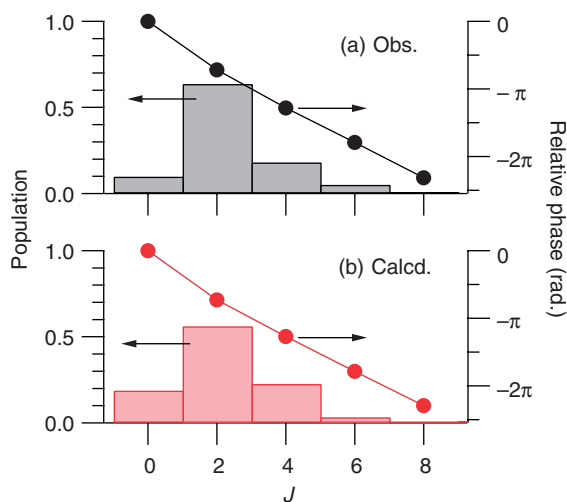 1.0
0.5
0.0
(a) Obs.
0
−π
−2π
1.0
0.5
0.0
(b) Calcd.
0
−π
−2π
0 2 4 6 8
J
Population
Relative phase (rad.)